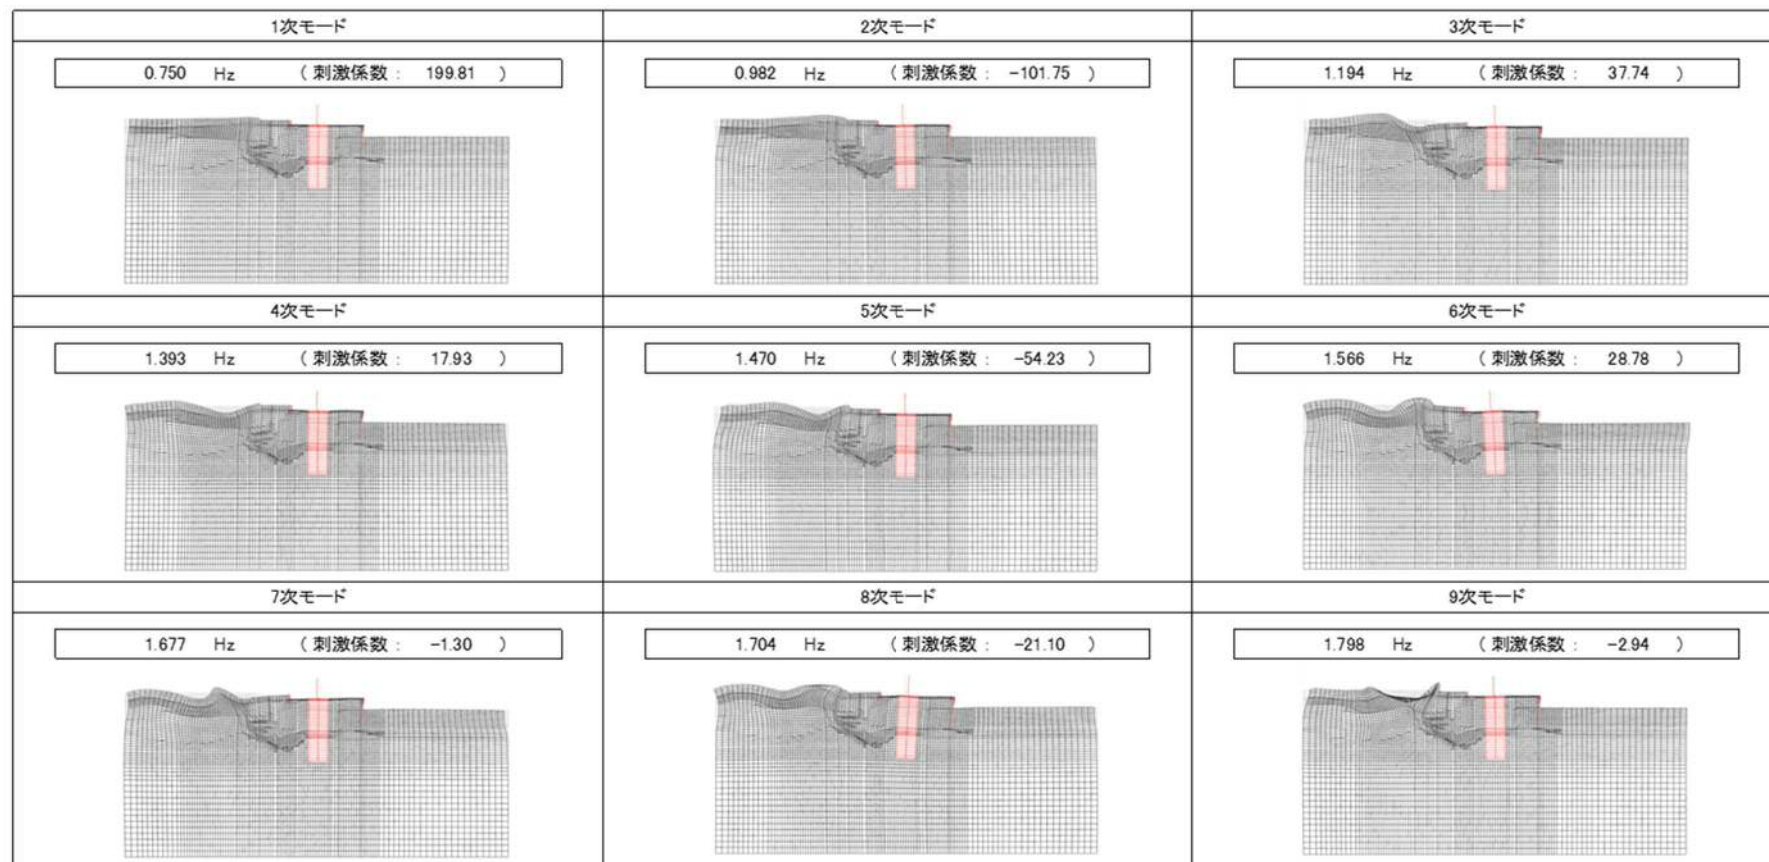 1次モード 2次モード 3次モード
0.750 Hz （刺激係数： 199.81 ） 0.982 Hz （刺激係数： -101.75 ） 1.194 Hz （刺激係数： 37.74 ）
4次モード 5次モード 6次モード
1.393 Hz （刺激係数： 17.93 ） 1.470 Hz （刺激係数： -54.23 ） 1.566 Hz （刺激係数： 28.78 ）
7次モード 8次モード 9次モード
1.677 Hz （刺激係数： -1.30 ） 1.704 Hz （刺激係数： -21.10 ） 1.798 Hz （刺激係数： -2.94 ）